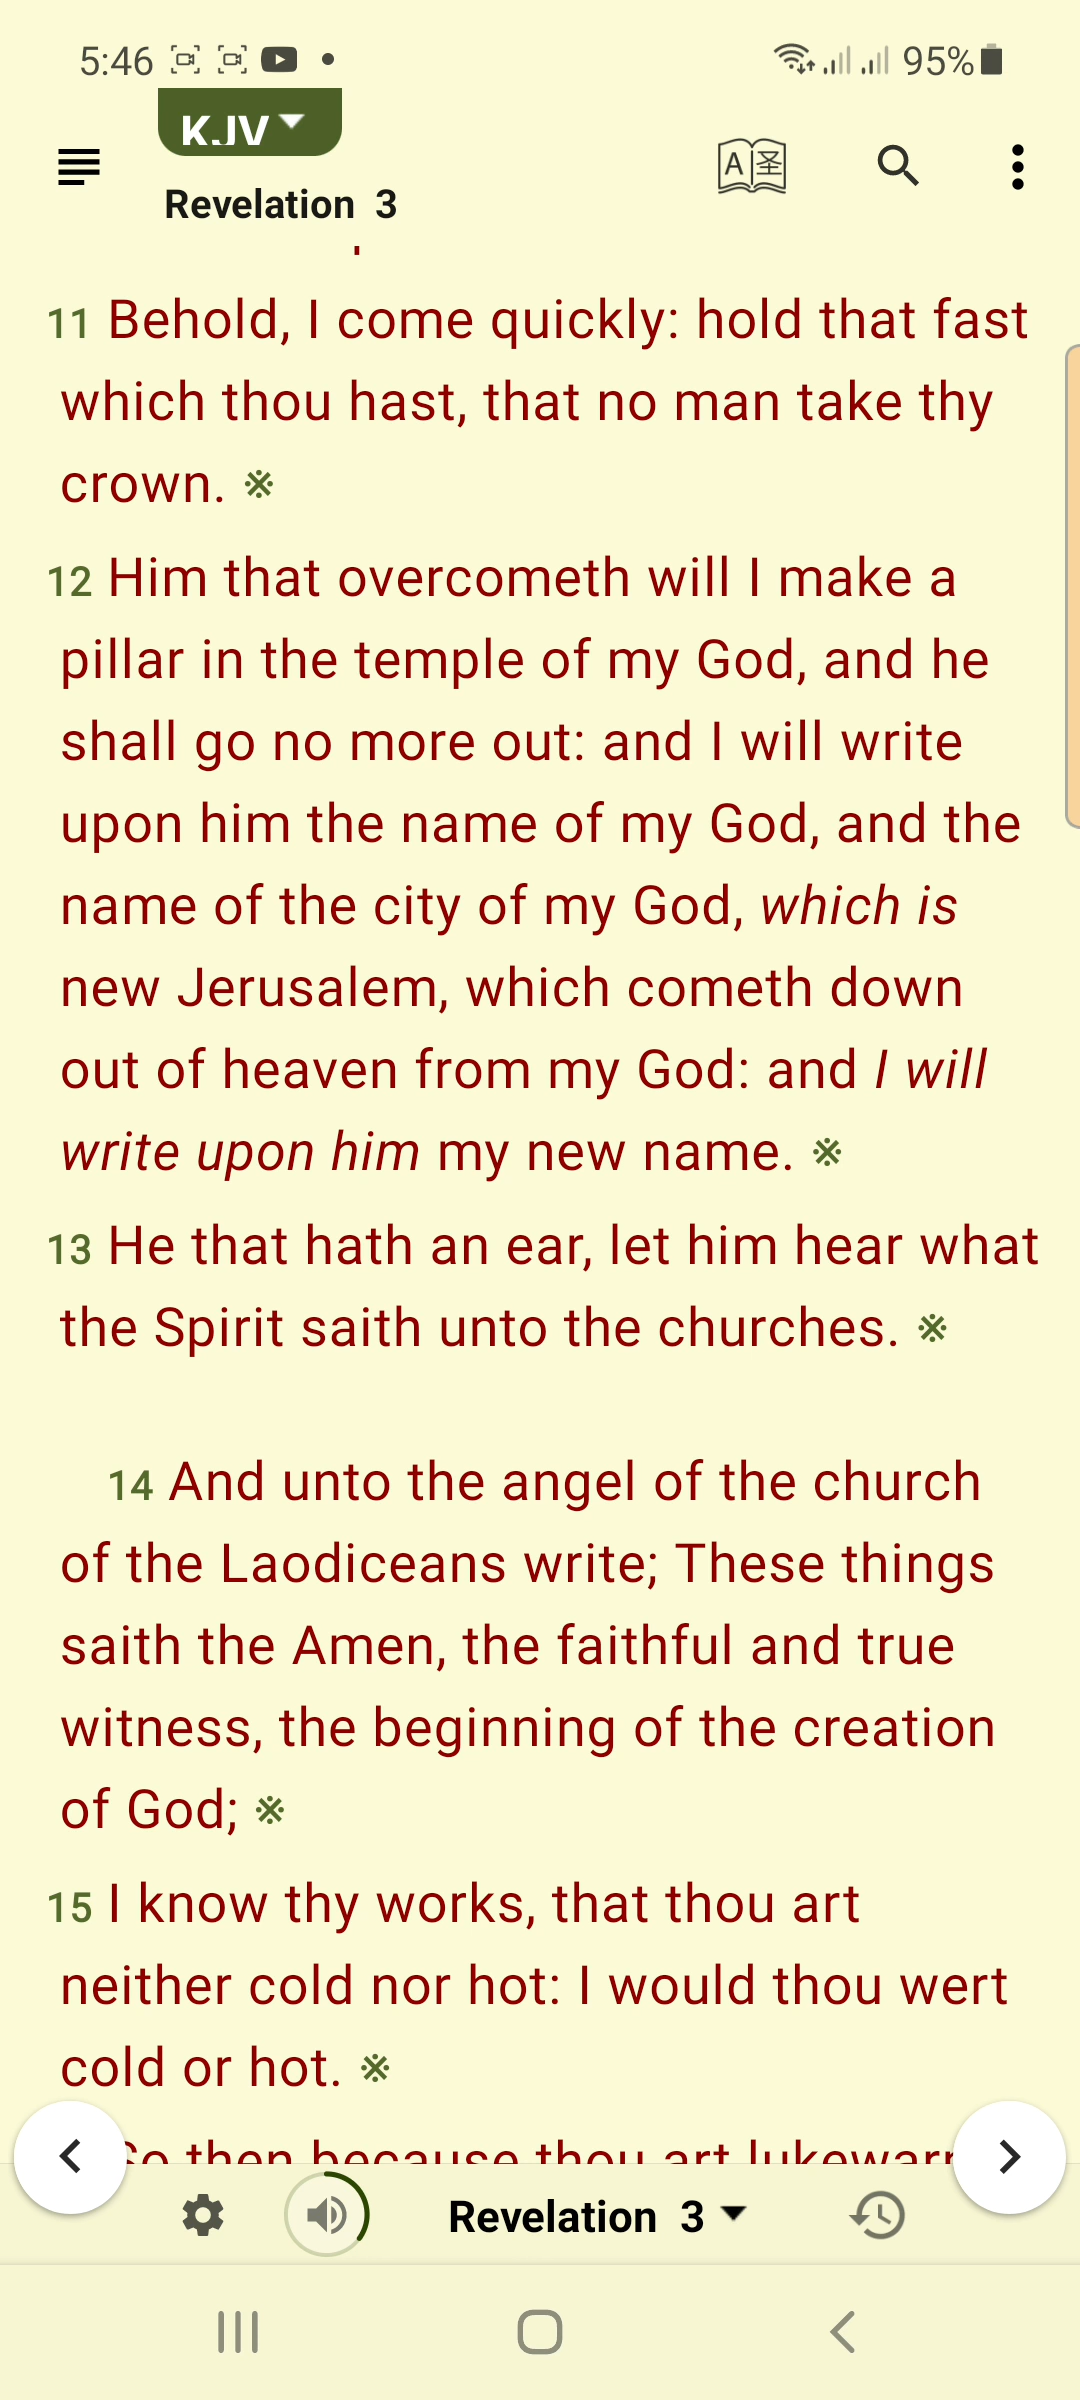 5:46
95%
KJV
A 圣
Revelation 3
11 Behold, I come quickly: hold that fast
which thou hast, that no man take thy
crown. ※
12 Him that overcometh will I make a
pillar in the temple of my God, and he
shall go no more out: and I will write
upon him the name of my God, and the
name of the city of my God, which is
new Jerusalem, which cometh down
out of heaven from my God: and I will
write upon him my new name. ※
13 He that hath an ear, let him hear what
the Spirit saith unto the churches. ※
14 And unto the angel of the church
of the Laodiceans write; These things
saith the Amen, the faithful and true
witness, the beginning of the creation
of God; ※
15 I know thy works, that thou art
neither cold nor hot: I would thou wert
cold or hot. ※
So then because thou art
Revelation 3